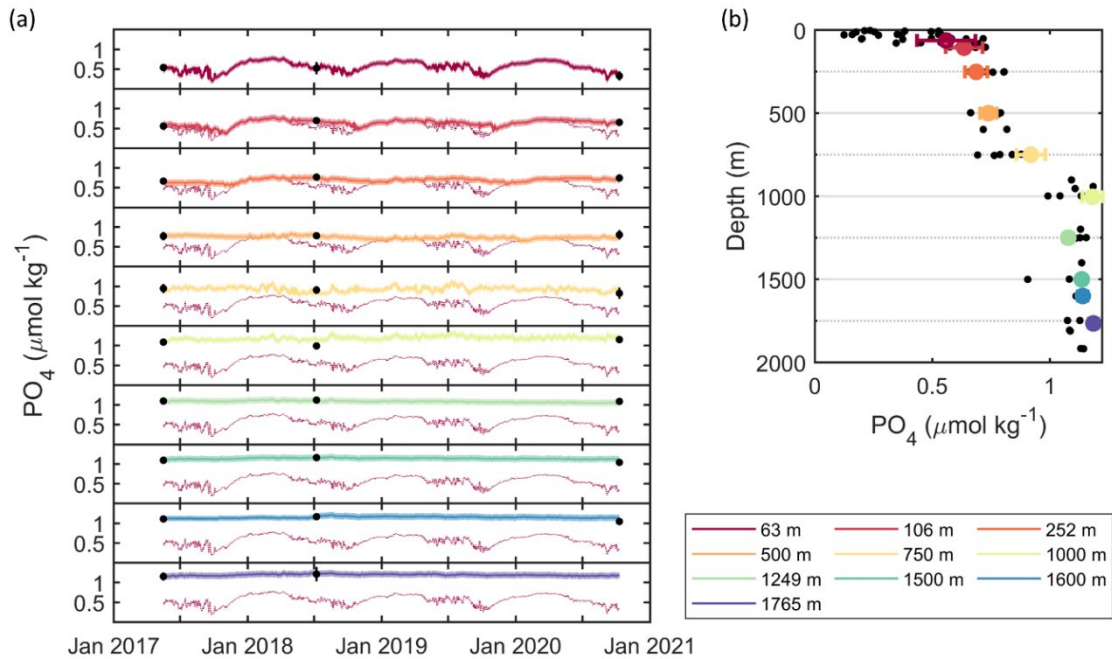 (a)
(b)
1
0.5
1
0.5
1
0.5
1
0.5
1
0.5
1
0.5
1
0.5
1
0.5
1
0.5
1
0.5
PO4 (μmol kg-1)
Jan 2017 Jan 2018 Jan 2019 Jan 2020 Jan 2021
0
500
1000
1500
2000
Depth (m)
0 0.5 1
PO4 (μmol kg-1)
63 m 106 m 252 m
500 m 750 m 1000 m
1249 m 1500 m 1600 m
1765 m